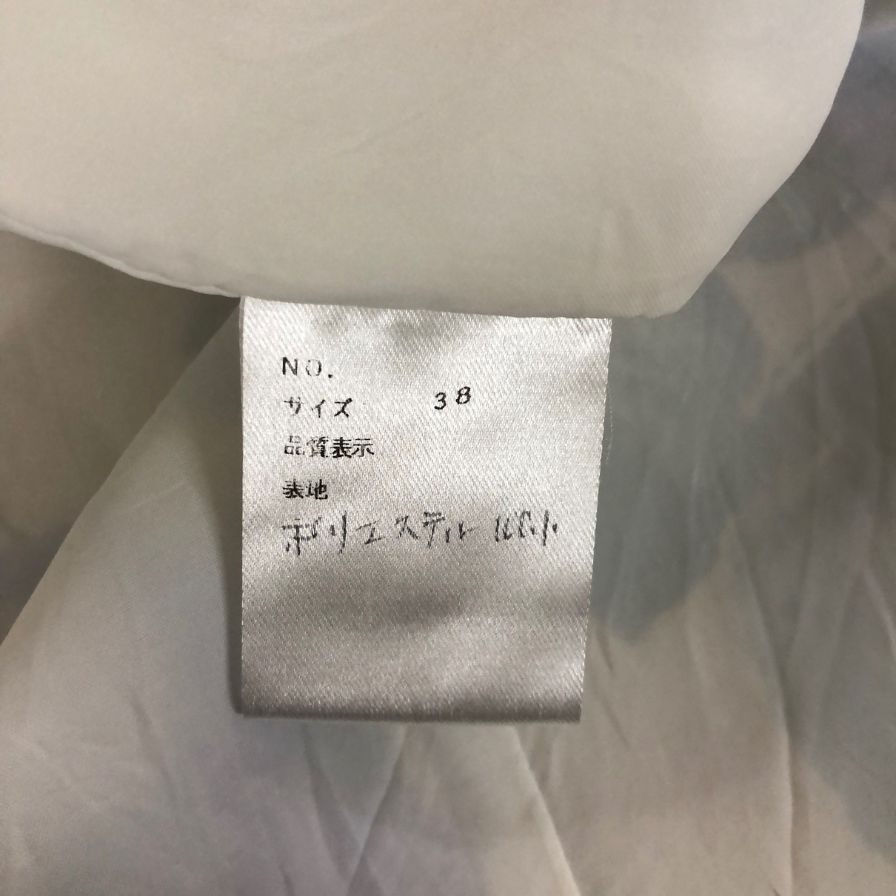 NO.
サイズ 38
品質表示
表地
ポリエステル 100%